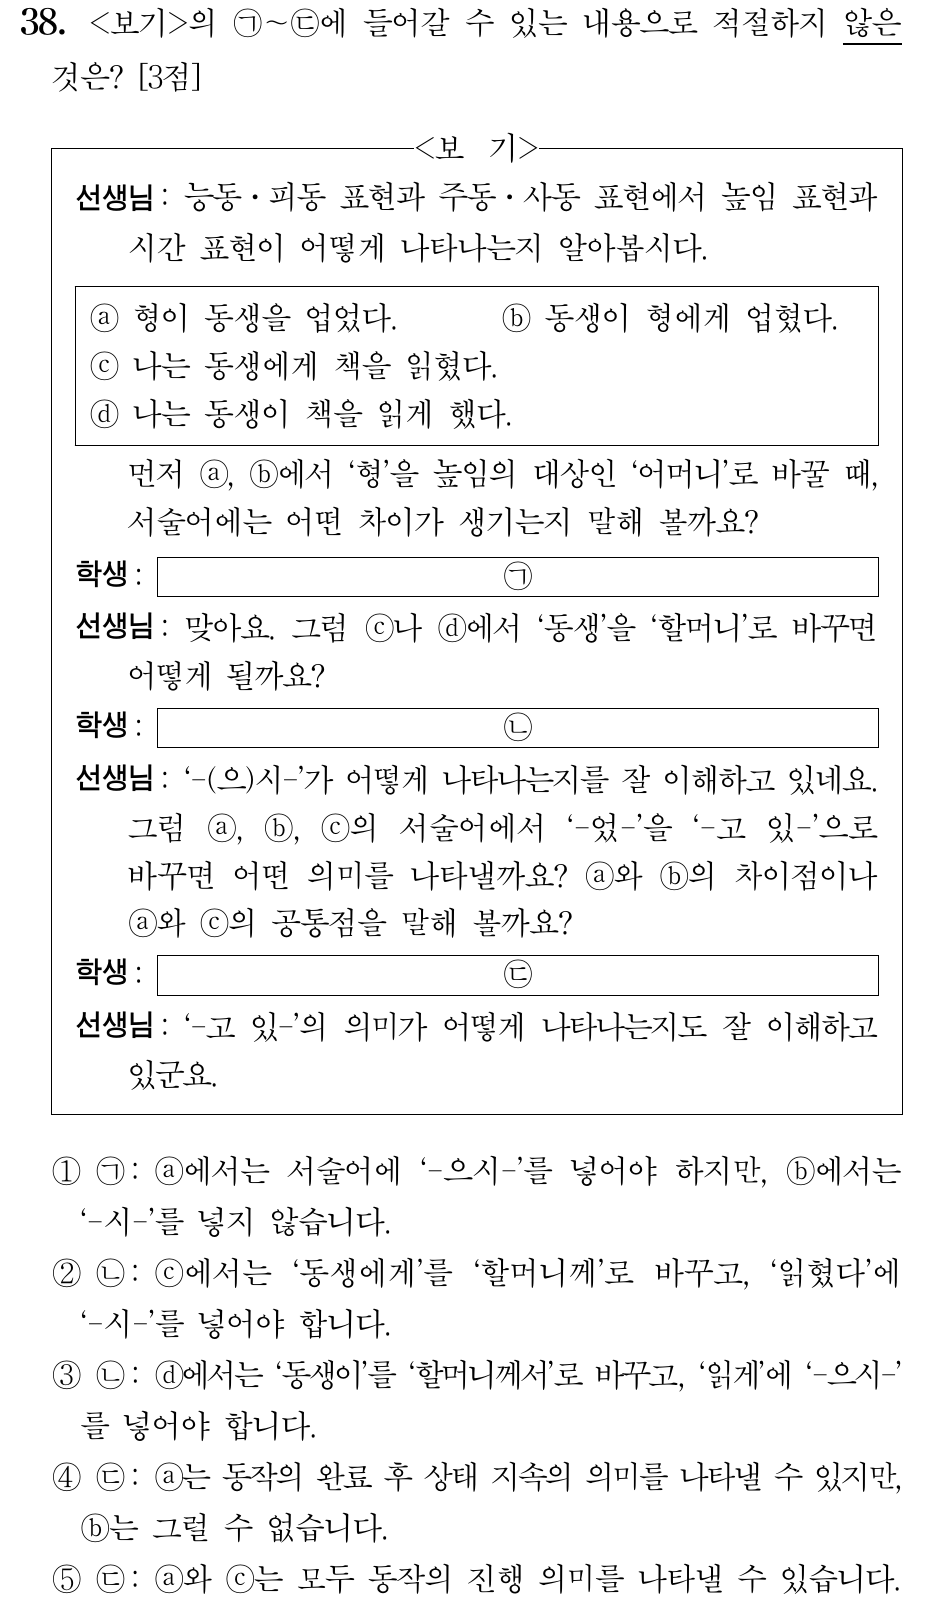 38. <보기>의 ㉠~㉢에 들어갈 수 있는 내용으로 적절하지 않은
것은? [3점]
<보 기>
선생님 : 능동·피동 표현과 주동·사동 표현에서 높임 표현과
시간 표현이 어떻게 나타나는지 알아봅시다.
ⓐ 형이 동생을 업었다. ⓑ 동생이 형에게 업혔다.
ⓒ 나는 동생에게 책을 읽혔다.
ⓓ 나는 동생이 책을 읽게 했다.
먼저 ⓐ, ⓑ에서 ‘형’을 높임의 대상인 ‘어머니’로 바꿀 때,
서술어에는 어떤 차이가 생기는지 말해 볼까요?
학생 : ㉠
선생님 : 맞아요. 그럼 ⓒ나 ⓓ에서 ‘동생’을 ‘할머니’로 바꾸면
어떻게 될까요?
학생 : ㉡
선생님 : ‘-(으)시-’가 어떻게 나타나는지를 잘 이해하고 있네요.
그럼 ⓐ, ⓑ, ⓒ의 서술어에서 ‘-었-’을 ‘-고 있-’으로
바꾸면 어떤 의미를 나타낼까요? ⓐ와 ⓑ의 차이점이나
ⓐ와 ⓒ의 공통점을 말해 볼까요?
학생 : ㉢
선생님 : ‘-고 있-’의 의미가 어떻게 나타나는지도 잘 이해하고
있군요.
① ㉠: ⓐ에서는 서술어에 ‘-으시-’를 넣어야 하지만, ⓑ에서는
‘-시-’를 넣지 않습니다.
② ㉡: ⓒ에서는 ‘동생에게’를 ‘할머니께’로 바꾸고, ‘읽혔다’에
‘-시-’를 넣어야 합니다.
③ ㉡: ⓓ에서는 ‘동생이’를 ‘할머니께서’로 바꾸고, ‘읽게’에 ‘-으시-’
를 넣어야 합니다.
④ ㉢: ⓐ는 동작의 완료 후 상태 지속의 의미를 나타낼 수 있지만,
ⓑ는 그럴 수 없습니다.
⑤ ㉢: ⓐ와 ⓒ는 모두 동작의 진행 의미를 나타낼 수 있습니다.